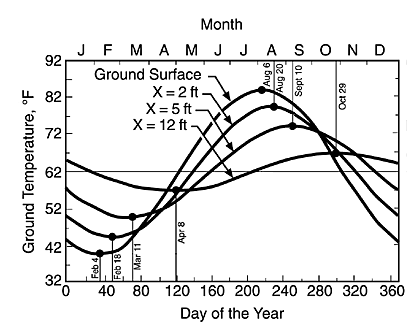 Month
J F M A M J J A S O N D
92
82
72
62
52
42
32
Ground Temperature, °F
Ground Surface
X = 2 ft
X = 5 ft
X = 12 ft
Aug 6
Aug 20
Sept 10
Oct 29
Feb 4
Feb 18
Mar 11
Apr 8
0 40 80 120 160 200 240 280 320 360
Day of the Year